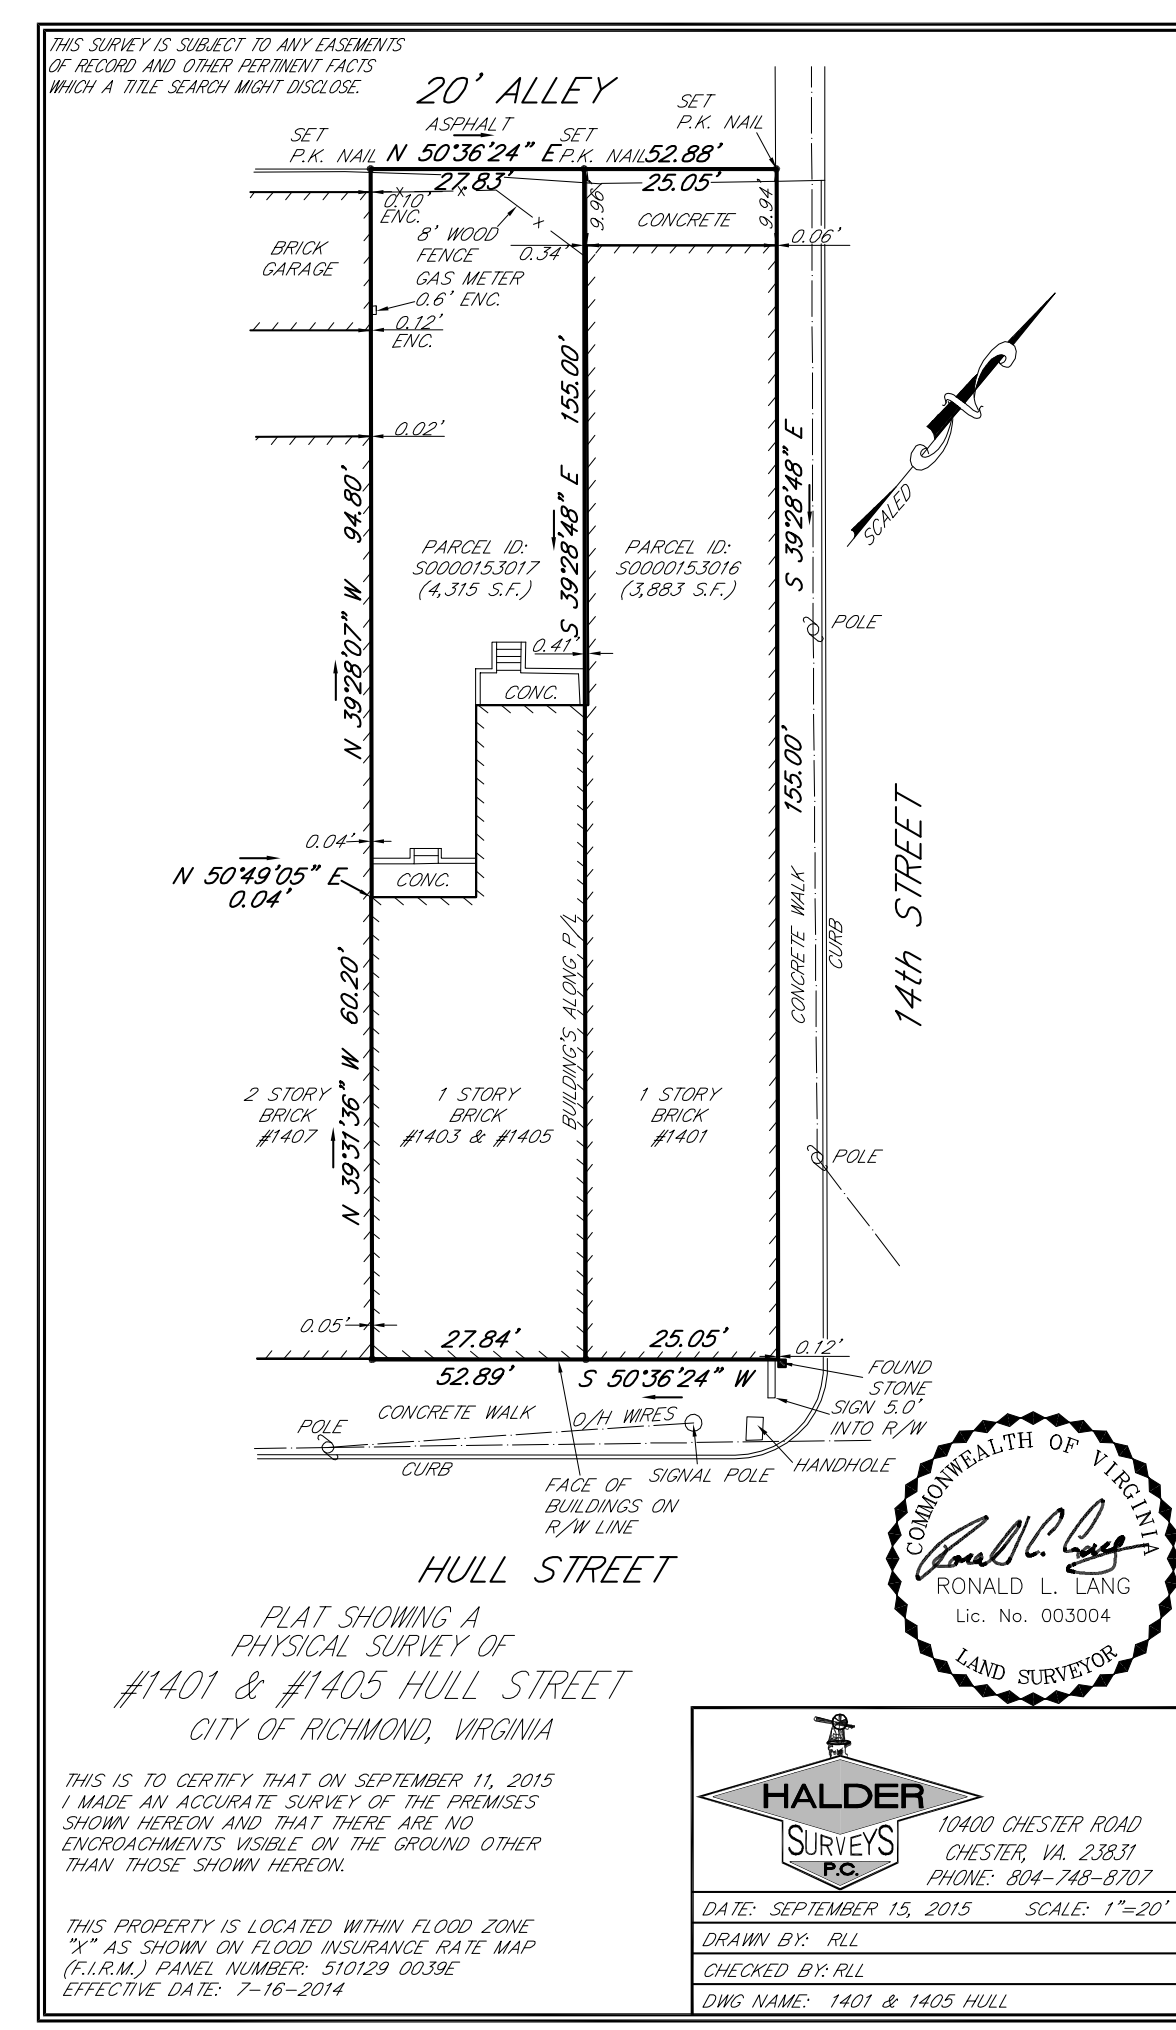 THIS SURVEY IS SUBJECT TO ANY EASEMENTS
OF RECORD AND OTHER PERTINENT FACTS
WHICH A TITLE SEARCH MIGHT DISCLOSE.
20' ALLEY
ASPHALT
SET
P.K. NAIL
SET
P.K. NAIL
SET
P.K. NAIL
N 50°36'24" E
52.88'
27.83'
25.05'
0.10'
ENC.
9.96'
9.94'
CONCRETE
0.06'
BRICK
GARAGE
8' WOOD
FENCE
0.34'
GAS METER
0.6' ENC.
0.12'
ENC.
0.02'
155.00'
S 39°28'48" E
S 39°28'48" E
155.00'
SCALED
94.80'
N 39°28'07" W
PARCEL ID:
S0000153017
(4,315 S.F.)
PARCEL ID:
S0000153016
(3,883 S.F.)
POLE
0.41'
CONC.
0.04'
N 50°49'05" E
0.04'
CONC.
14th STREET
CONCRETE WALK
CURB
BUILDING'S ALONG P/L
60.20'
N 39°31'36" W
2 STORY
BRICK
#1407
1 STORY
BRICK
#1403 & #1405
1 STORY
BRICK
#1401
POLE
0.05'
27.84'
25.05'
0.12'
52.89'
S 50°36'24" W
FOUND
STONE
SIGN 5.0'
INTO R/W
CONCRETE WALK
O/H WIRES
POLE
CURB
SIGNAL POLE
HANDHOLE
FACE OF
BUILDINGS ON
R/W LINE
HULL STREET
COMMONWEALTH OF VIRGINIA
RONALD L. LANG
Lic. No. 003004
LAND SURVEYOR
PLAT SHOWING A
PHYSICAL SURVEY OF
#1401 & #1405 HULL STREET
CITY OF RICHMOND, VIRGINIA
THIS IS TO CERTIFY THAT ON SEPTEMBER 11, 2015
I MADE AN ACCURATE SURVEY OF THE PREMISES
SHOWN HEREON AND THAT THERE ARE NO
ENCROACHMENTS VISIBLE ON THE GROUND OTHER
THAN THOSE SHOWN HEREON.
THIS PROPERTY IS LOCATED WITHIN FLOOD ZONE
"X" AS SHOWN ON FLOOD INSURANCE RATE MAP
(F.I.R.M.) PANEL NUMBER: 510129 0039E
EFFECTIVE DATE: 7-16-2014
HALDER
SURVEYS
P.C.
10400 CHESTER ROAD
CHESTER, VA. 23831
PHONE: 804-748-8707
DATE: SEPTEMBER 15, 2015 SCALE: 1"=20'
DRAWN BY: RLL
CHECKED BY: RLL
DWG NAME: 1401 & 1405 HULL